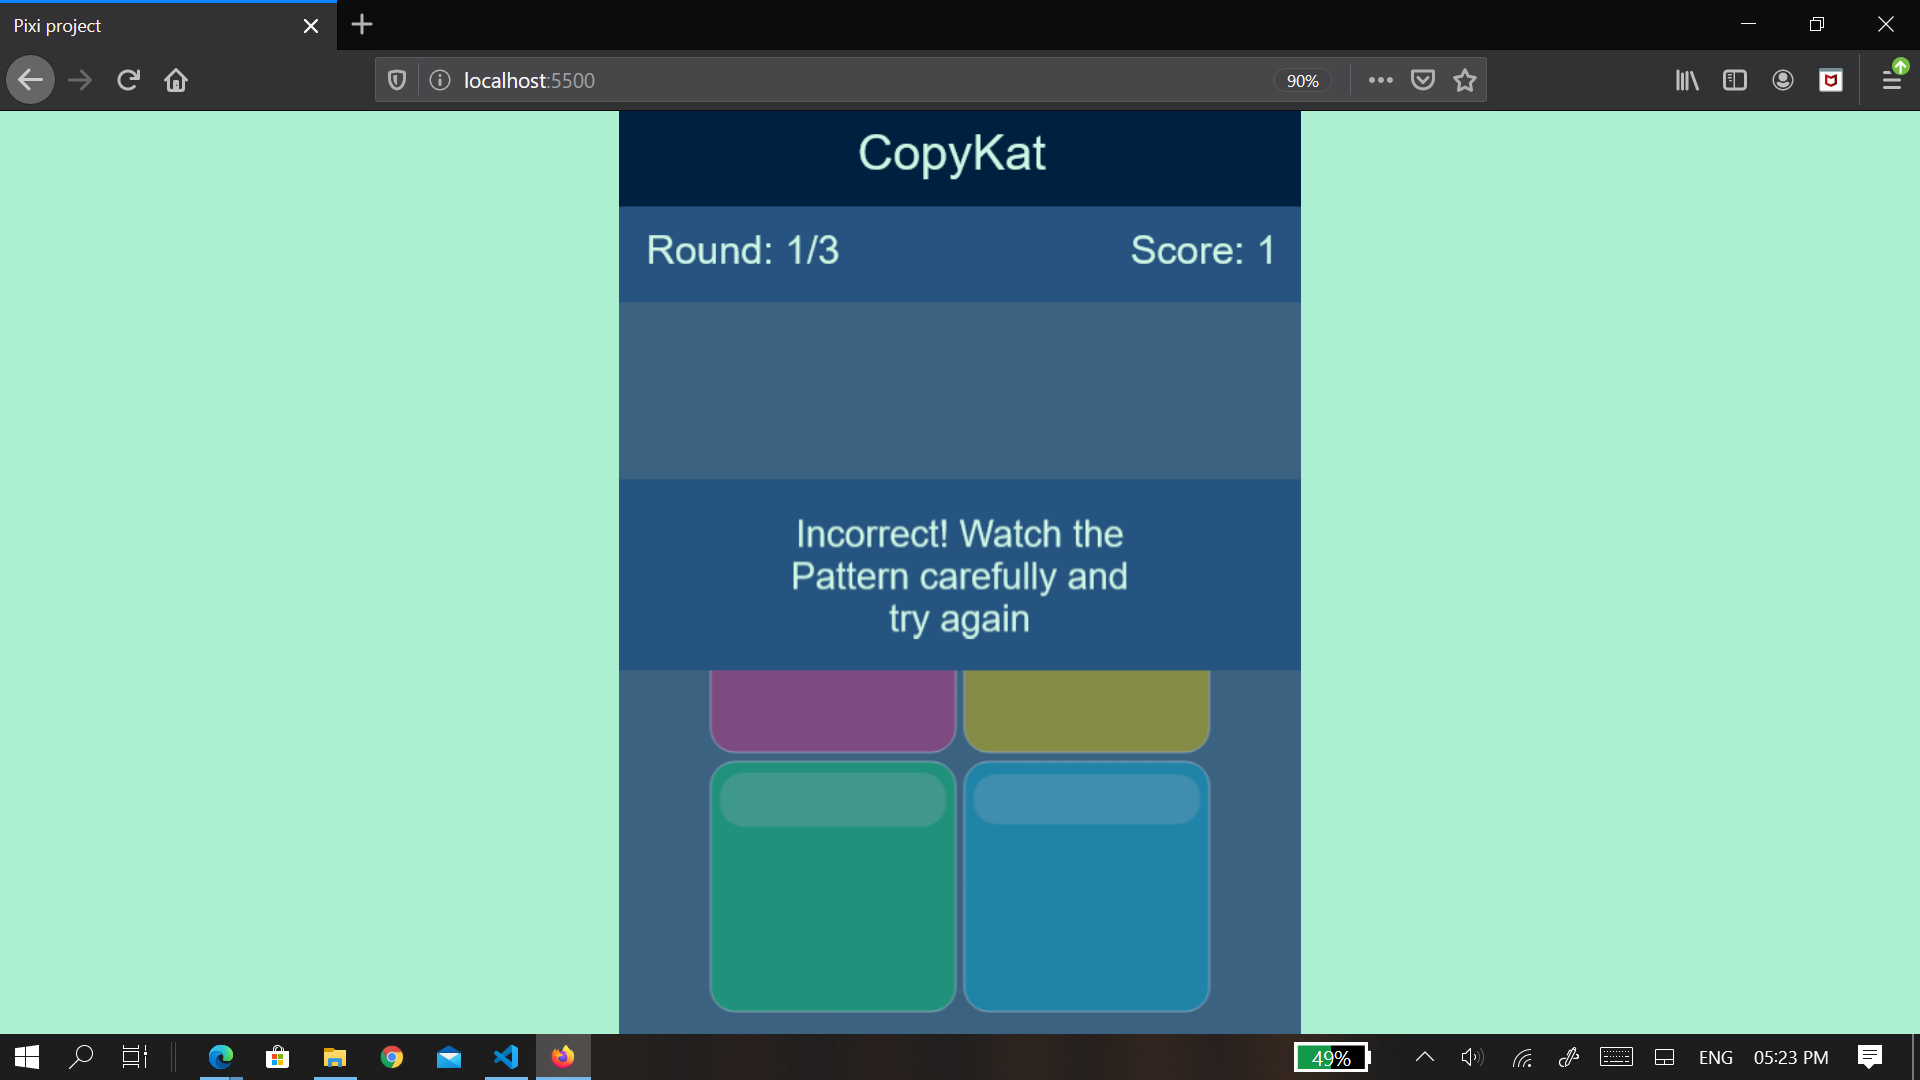 Pixi project
localhost:5500
90%
CopyKat
Round: 1/3
Score: 1
Incorrect! Watch the
Pattern carefully and
try again
49%
ENG
05:23 PM